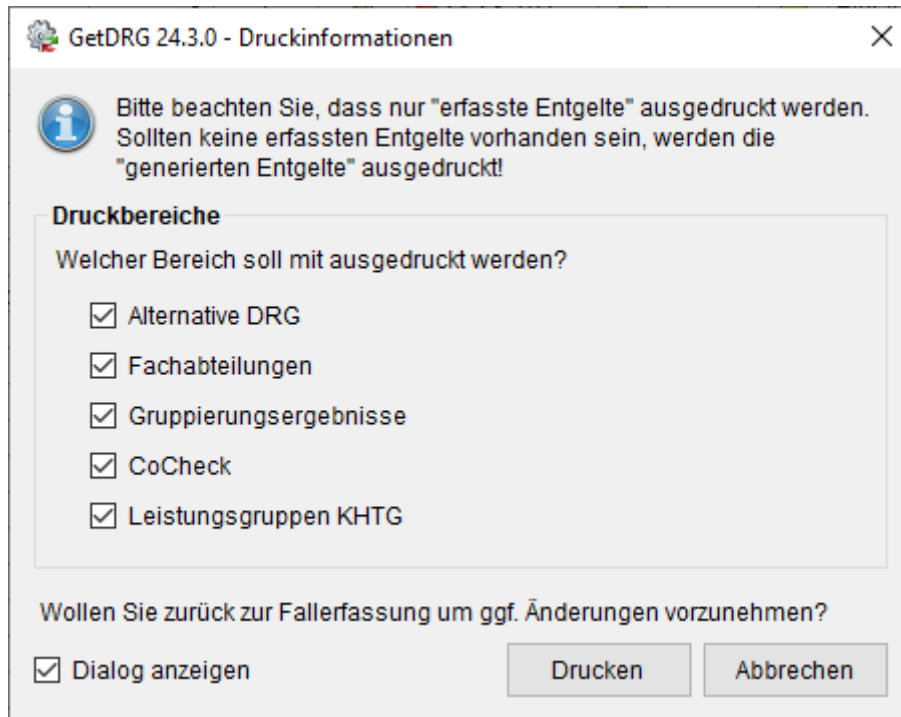 GetDRG 24.3.0 - Druckinformationen
Bitte beachten Sie, dass nur "erfasste Entgelte" ausgedruckt werden.
Sollten keine erfassten Entgelte vorhanden sein, werden die
"generierten Entgelte" ausgedruckt!
Druckbereiche
Welcher Bereich soll mit ausgedruckt werden?
Alternative DRG
Fachabteilungen
Gruppierungsergebnisse
CoCheck
Leistungsgruppen KHTG
Wollen Sie zurück zur Fallerfassung um ggf. Änderungen vorzunehmen?
Dialog anzeigen
Drucken
Abbrechen